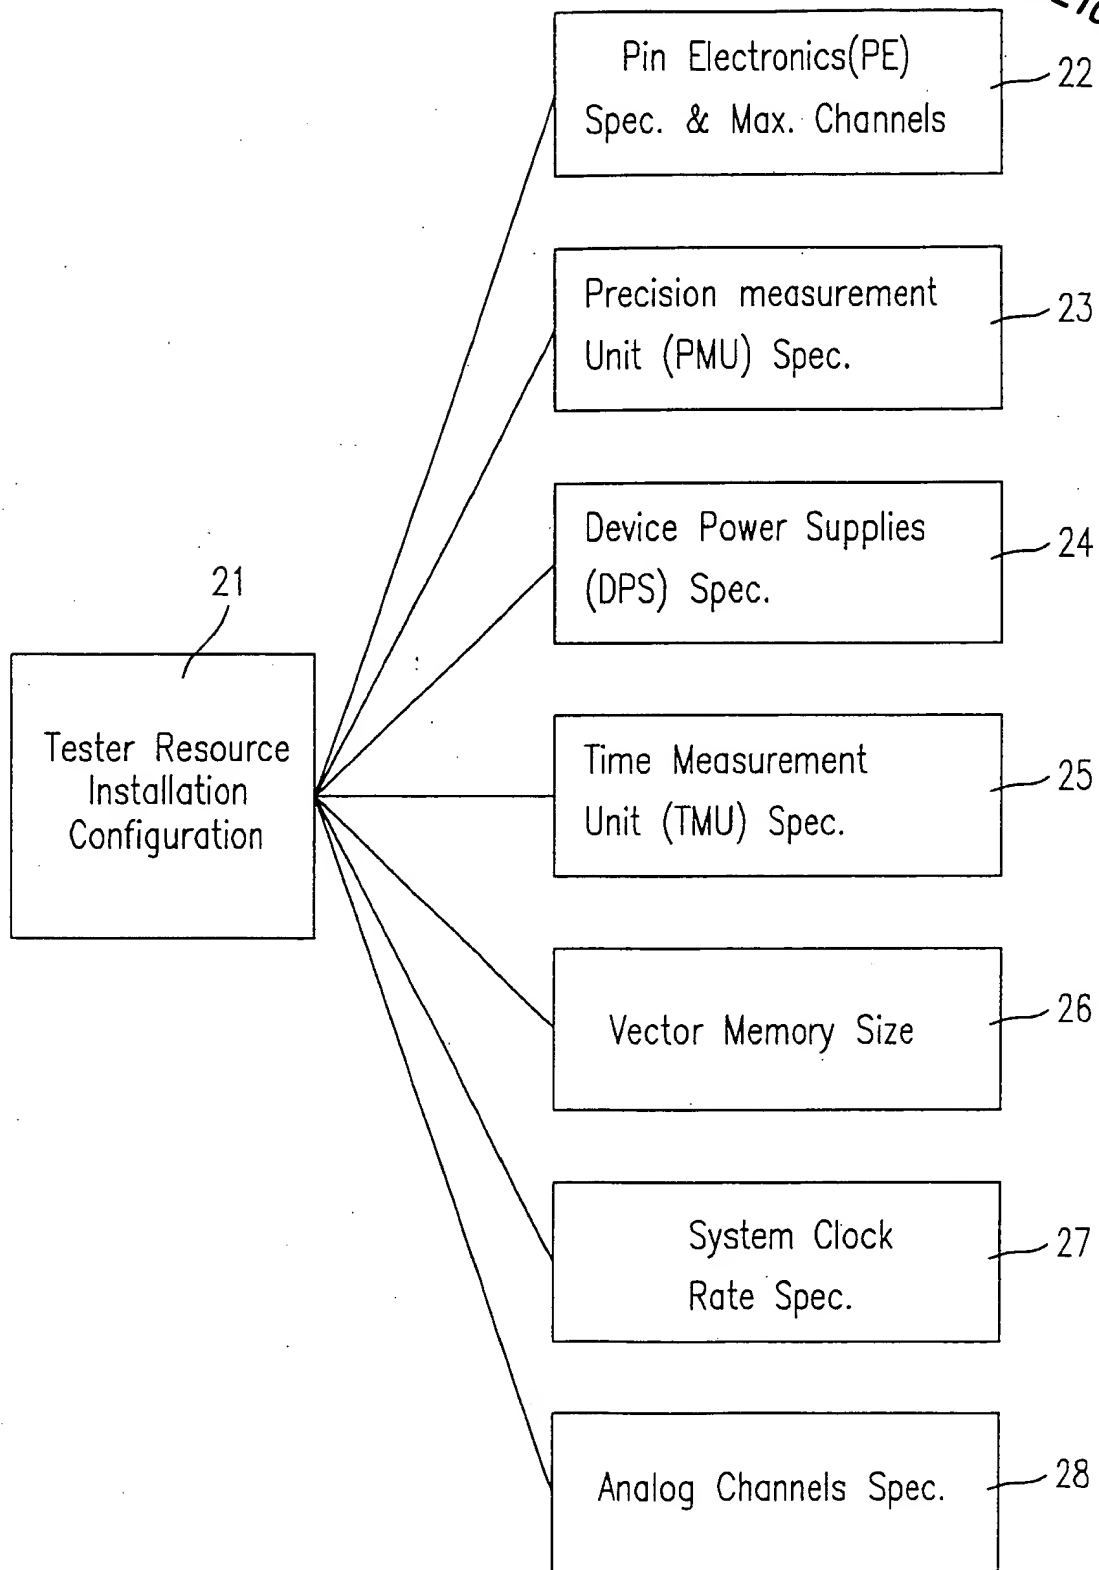 Pin Electronics(PE)
Spec. & Max. Channels
22
Precision measurement
Unit (PMU) Spec.
23
Device Power Supplies
(DPS) Spec.
24
21
Tester Resource
Installation
Configuration
Time Measurement
Unit (TMU) Spec.
25
Vector Memory Size
26
System Clock
Rate Spec.
27
Analog Channels Spec.
28